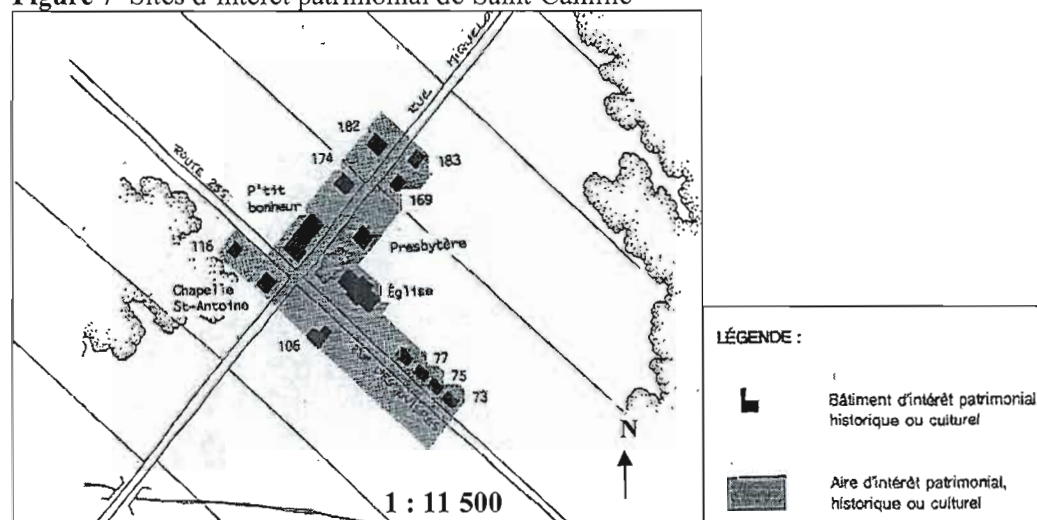 Figure 7 Sites d'intérêt patrimonial de Saint-Camille
RUE MIQUELON
182
174
183
ROUTE 255
P'tit
bonheur
169
116
Presbytère
Chapelle
St-Antoine
Église
106
77
75
73
N
1 : 11 500
LÉGENDE :
Bâtiment d'intérêt patrimonial
historique ou culturel
Aire d'intérêt patrimonial,
historique ou culturel